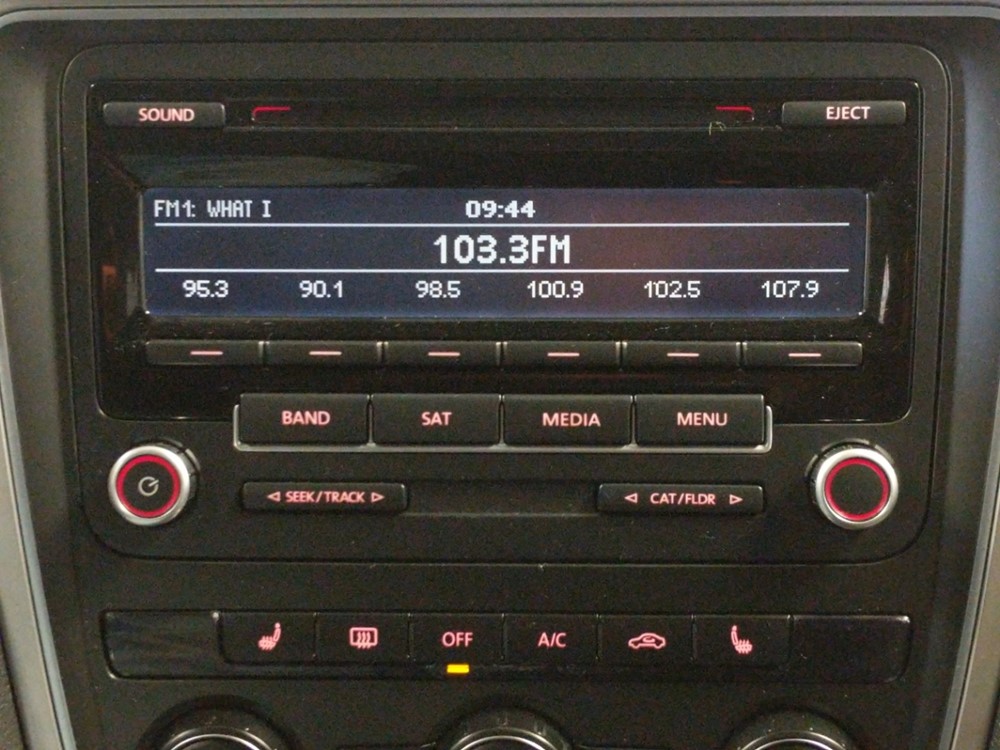 SOUND EJECT
FM1: WHAT I 09:44
103.3FM
95.3 90.1 98.5 100.9 102.5 107.9
BAND SAT MEDIA MENU
SEEK/TRACK CAT/FLDR
OFF A/C